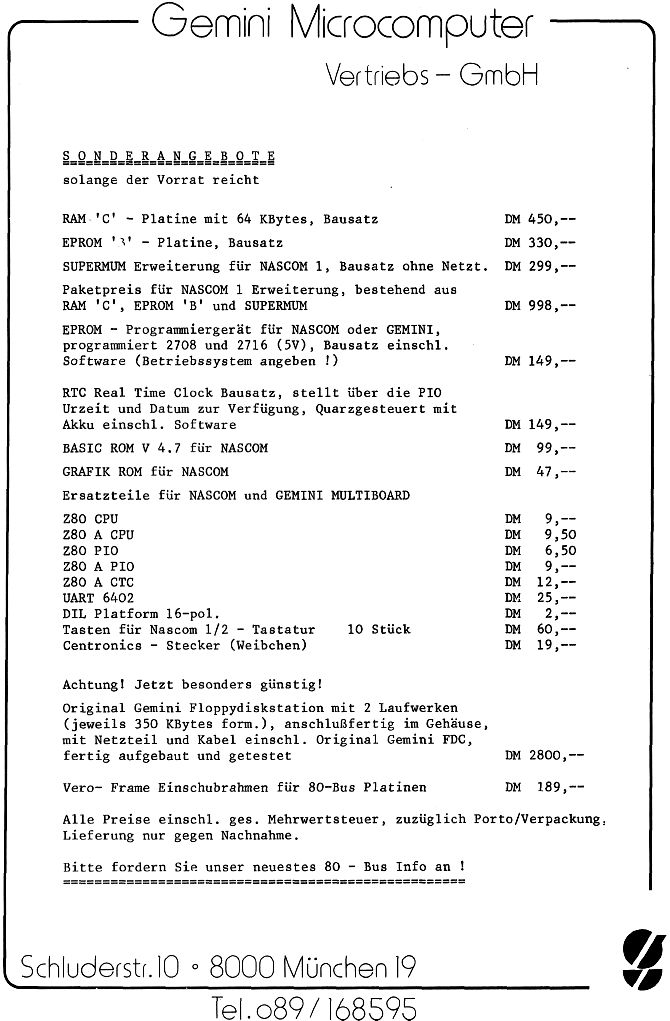 Gemini Microcomputer
Vertriebs - GmbH
SONDERANGEBOTE
solange der Vorrat reicht
RAM 'C' - Platine mit 64 KBytes, Bausatz DM 450,--
EPROM 'B' - Platine, Bausatz DM 330,--
SUPERMUM Erweiterung für NASCOM 1, Bausatz ohne Netzt. DM 299,--
Paketpreis für NASCOM 1 Erweiterung, bestehend aus
RAM 'C', EPROM 'B' und SUPERMUM DM 998,--
EPROM - Programmiergerät für NASCOM oder GEMINI,
programmiert 2708 und 2716 (5V), Bausatz einschl.
Software (Betriebssystem angeben !) DM 149,--
RTC Real Time Clock Bausatz, stellt über die PIO
Urzeit und Datum zur Verfügung, Quarzgesteuert mit
Akku einschl. Software DM 149,--
BASIC ROM V 4.7 für NASCOM DM 99,--
GRAFIK ROM für NASCOM DM 47,--
Ersatzteile für NASCOM und GEMINI MULTIBOARD
Z80 CPU DM 9,--
Z80 A CPU DM 9,50
Z80 PIO DM 6,50
Z80 A PIO DM 9,--
Z80 A CTC DM 12,--
UART 6402 DM 25,--
DIL Platform 16-pol. DM 2,--
Tasten für Nascom 1/2 - Tastatur 10 Stück DM 60,--
Centronics - Stecker (Weibchen) DM 19,--
Achtung! Jetzt besonders günstig!
Original Gemini Floppydiskstation mit 2 Laufwerken
(jeweils 350 KBytes form.), anschlußfertig im Gehäuse,
mit Netzteil und Kabel einschl. Original Gemini FDC,
fertig aufgebaut und getestet DM 2800,--
Vero- Frame Einschubrahmen für 80-Bus Platinen DM 189,--
Alle Preise einschl. ges. Mehrwertsteuer, zuzüglich Porto/Verpackung,
Lieferung nur gegen Nachnahme.
Bitte fordern Sie unser neuestes 80 - Bus Info an !
Schluderstr. 10 ∘ 8000 München 19
Tel. 089/168595